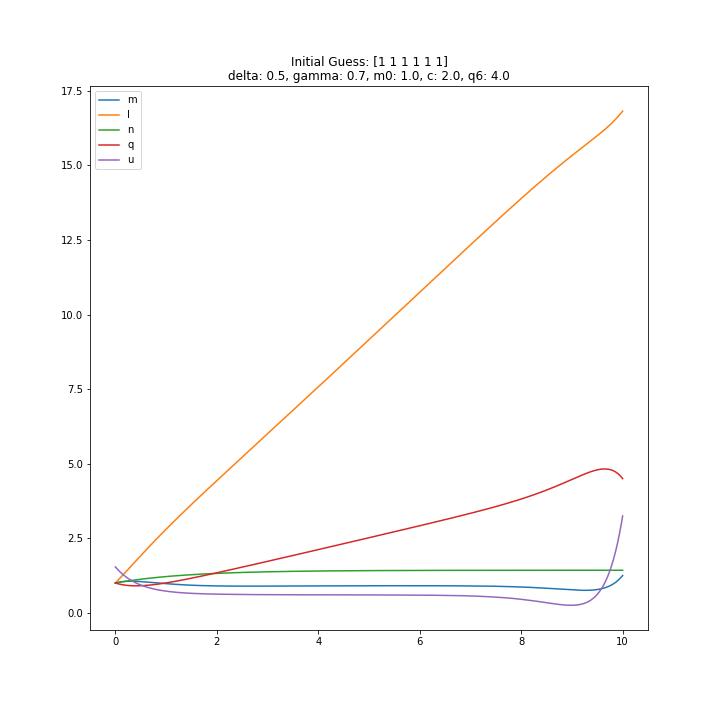 Initial Guess: [1 1 1 1 1 1]
delta: 0.5, gamma: 0.7, m0: 1.0, c: 2.0, q6: 4.0
17.5
15.0
12.5
10.0
7.5
5.0
2.5
0.0
m
l
n
q
u
0 2 4 6 8 10